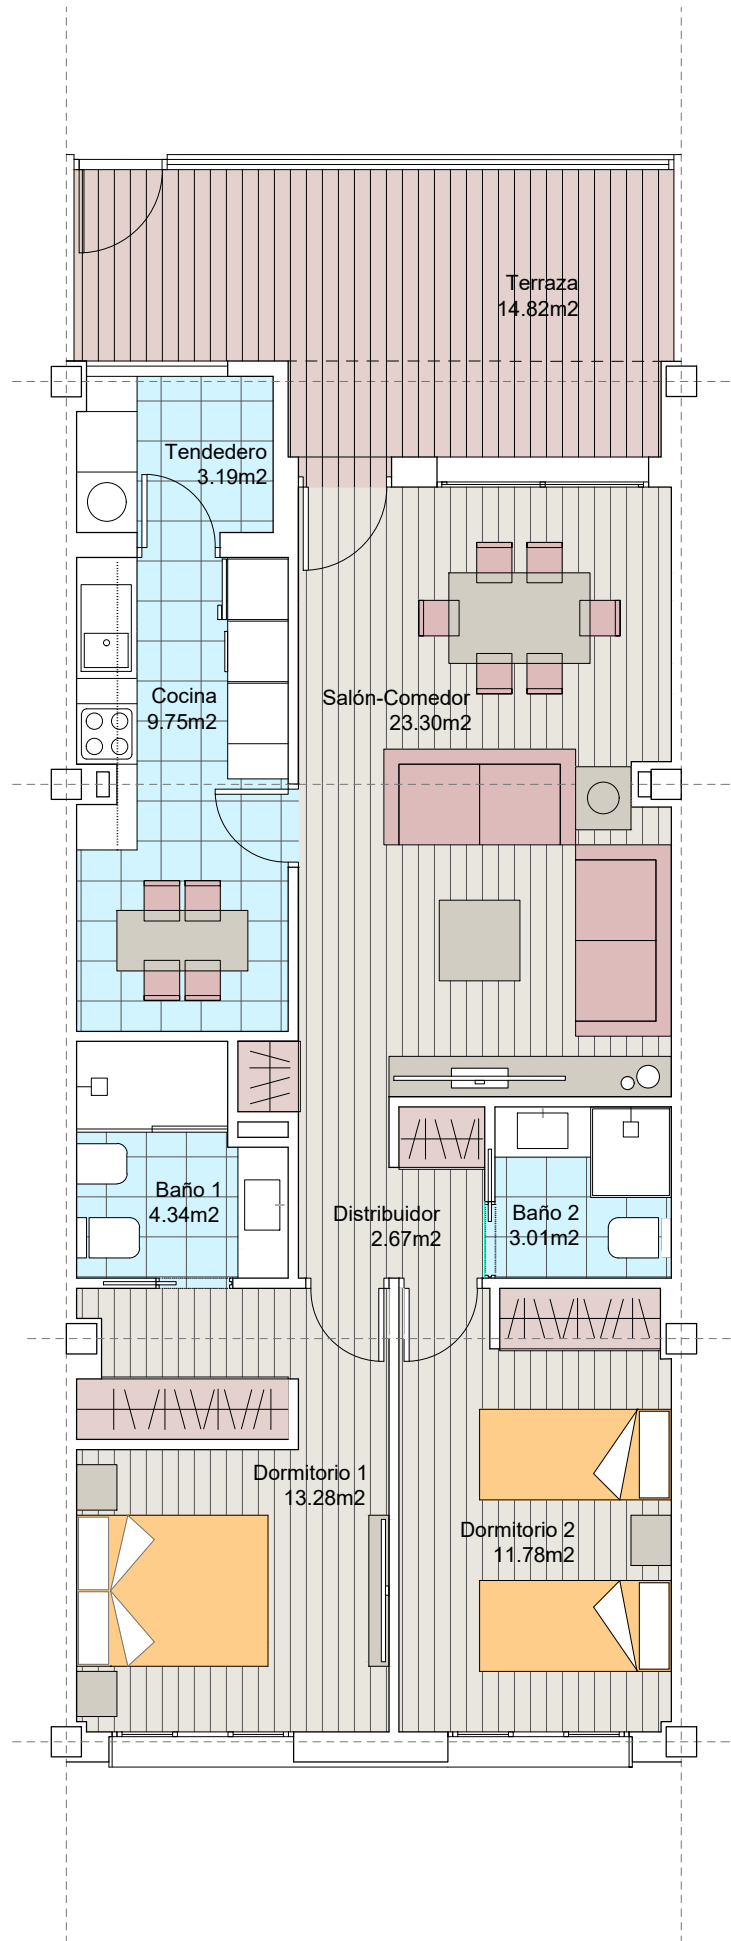 Terraza
14.82m2
Tendedero
3.19m2
Cocina
9.75m2
Salón-Comedor
23.30m2
Baño 1
4.34m2
Distribuidor
2.67m2
Baño 2
3.01m2
Dormitorio 1
13.28m2
Dormitorio 2
11.78m2